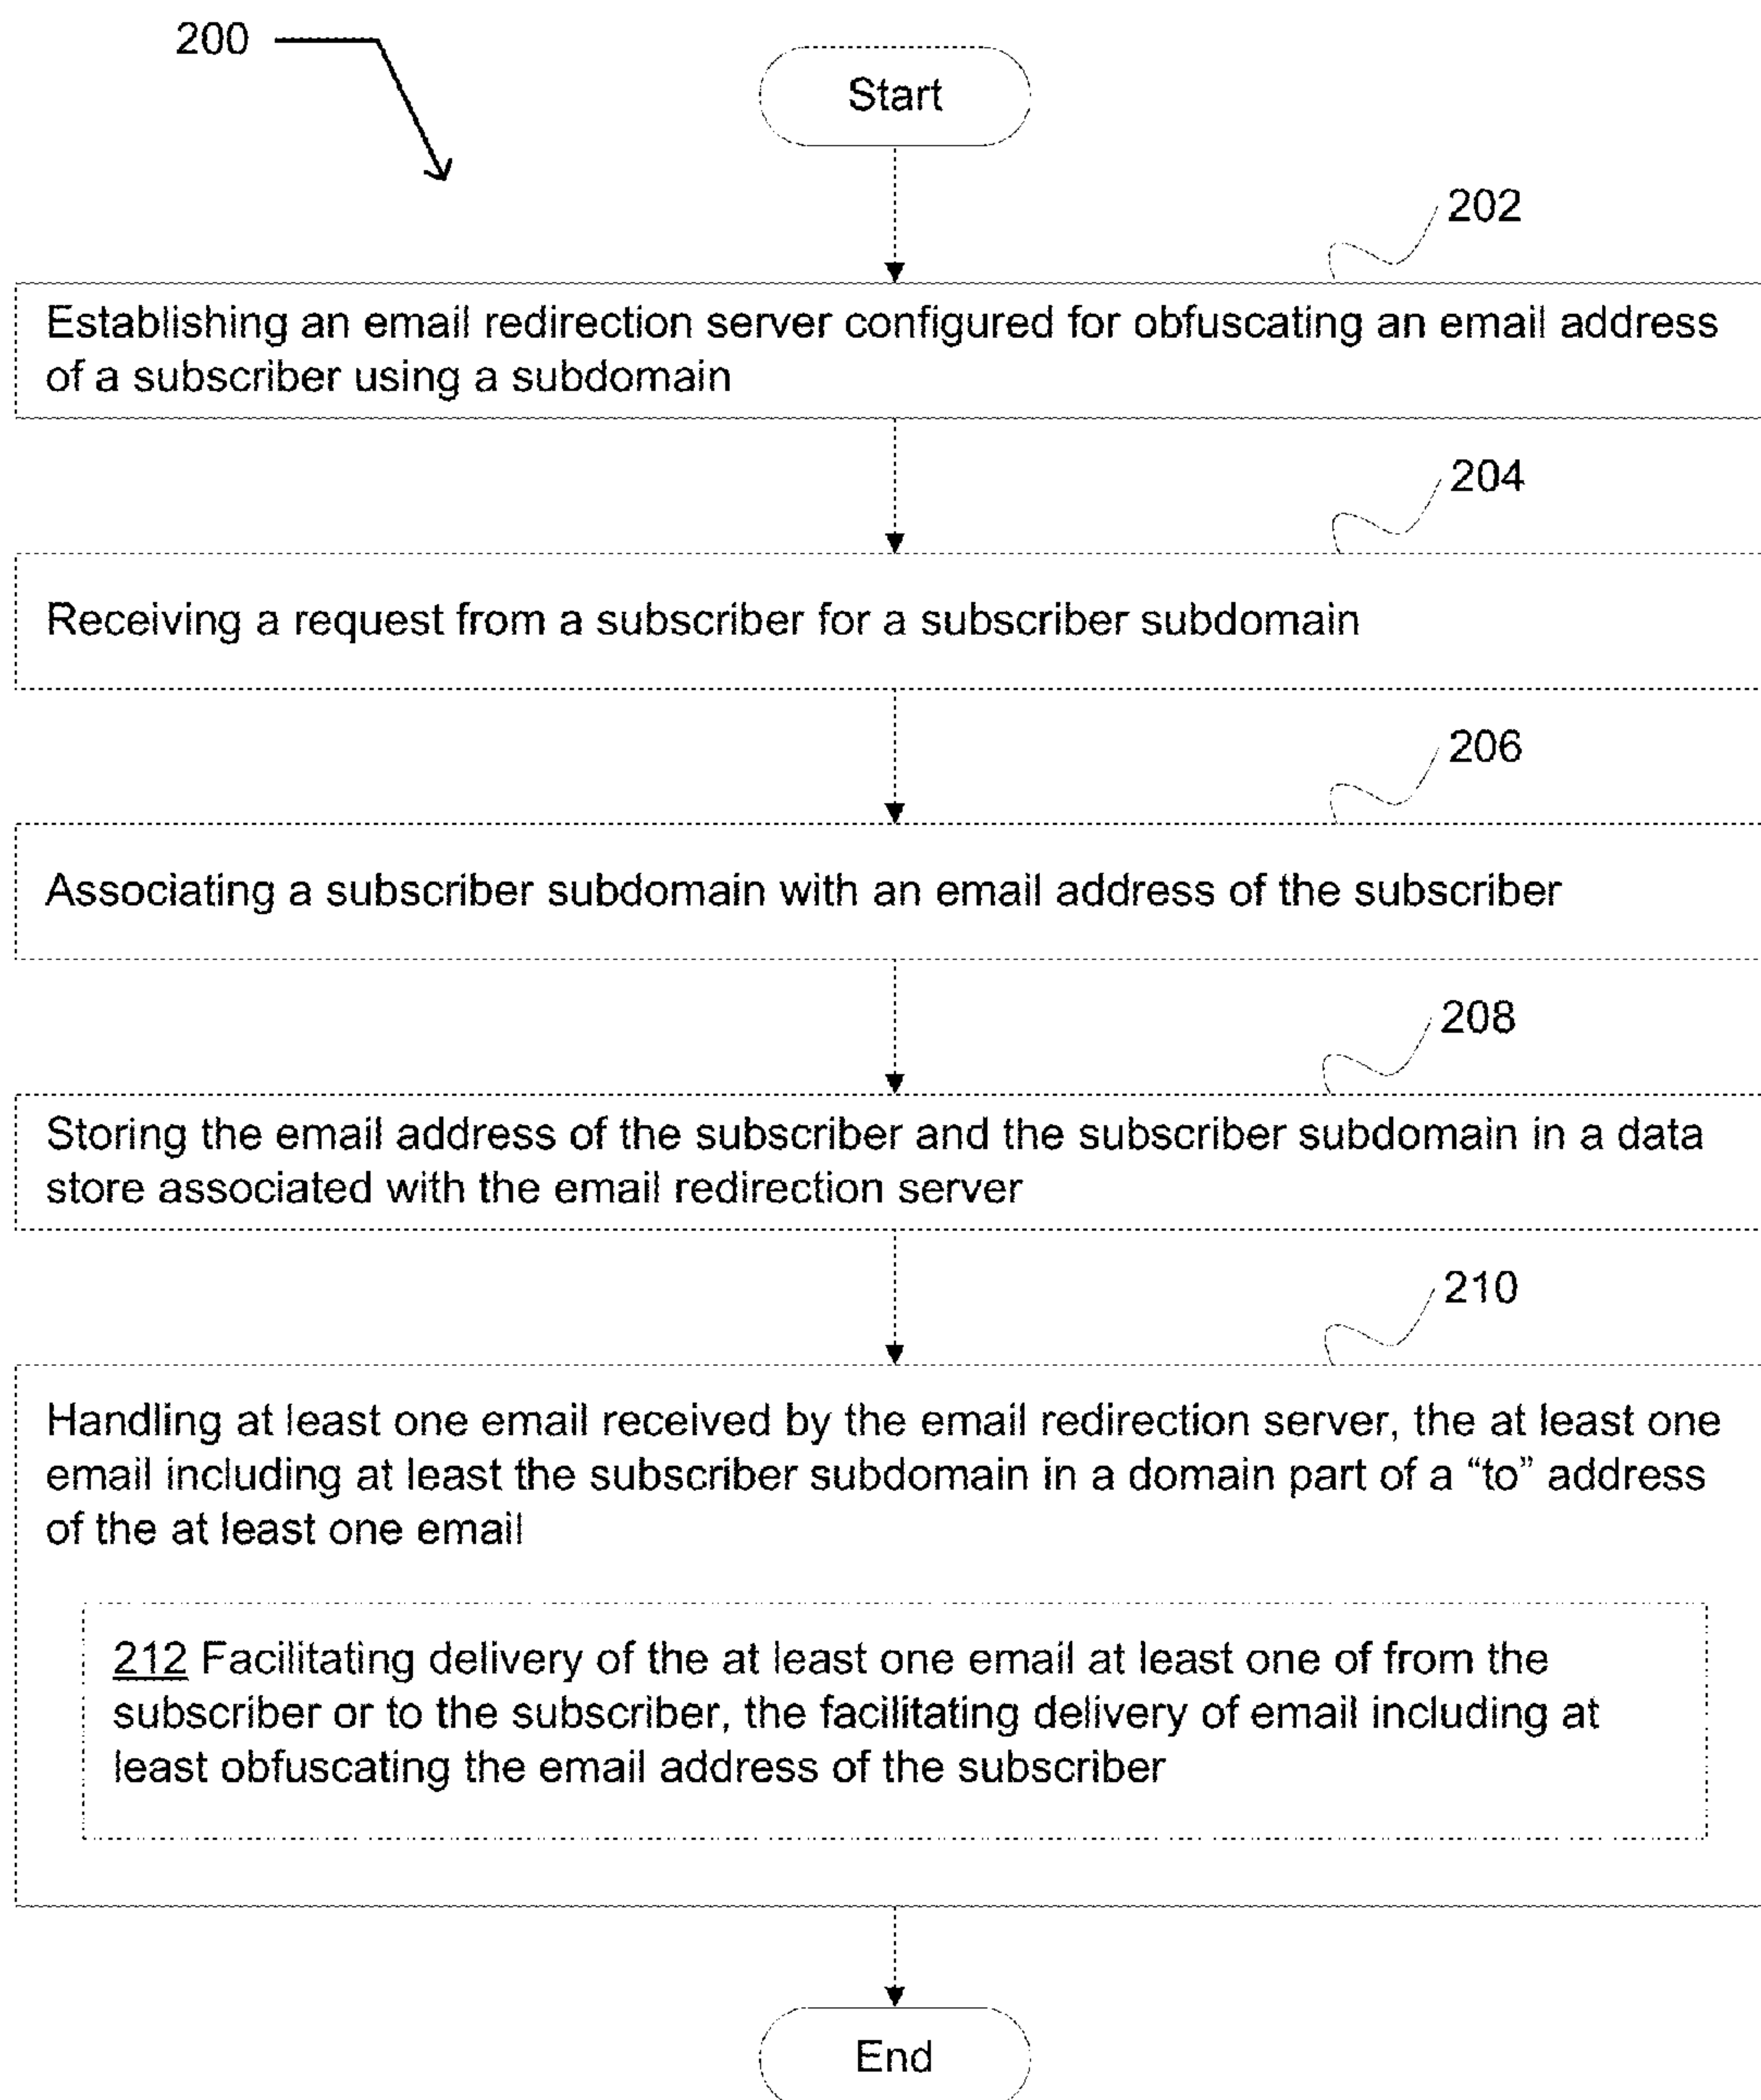 200
Start
202
Establishing an email redirection server configured for obfuscating an email address
of a subscriber using a subdomain
204
Receiving a request from a subscriber for a subscriber subdomain
206
Associating a subscriber subdomain with an email address of the subscriber
208
Storing the email address of the subscriber and the subscriber subdomain in a data
store associated with the email redirection server
210
Handling at least one email received by the email redirection server, the at least one
email including at least the subscriber subdomain in a domain part of a “to” address
of the at least one email
212 Facilitating delivery of the at least one email at least one of from the
subscriber or to the subscriber, the facilitating delivery of email including at
least obfuscating the email address of the subscriber
End